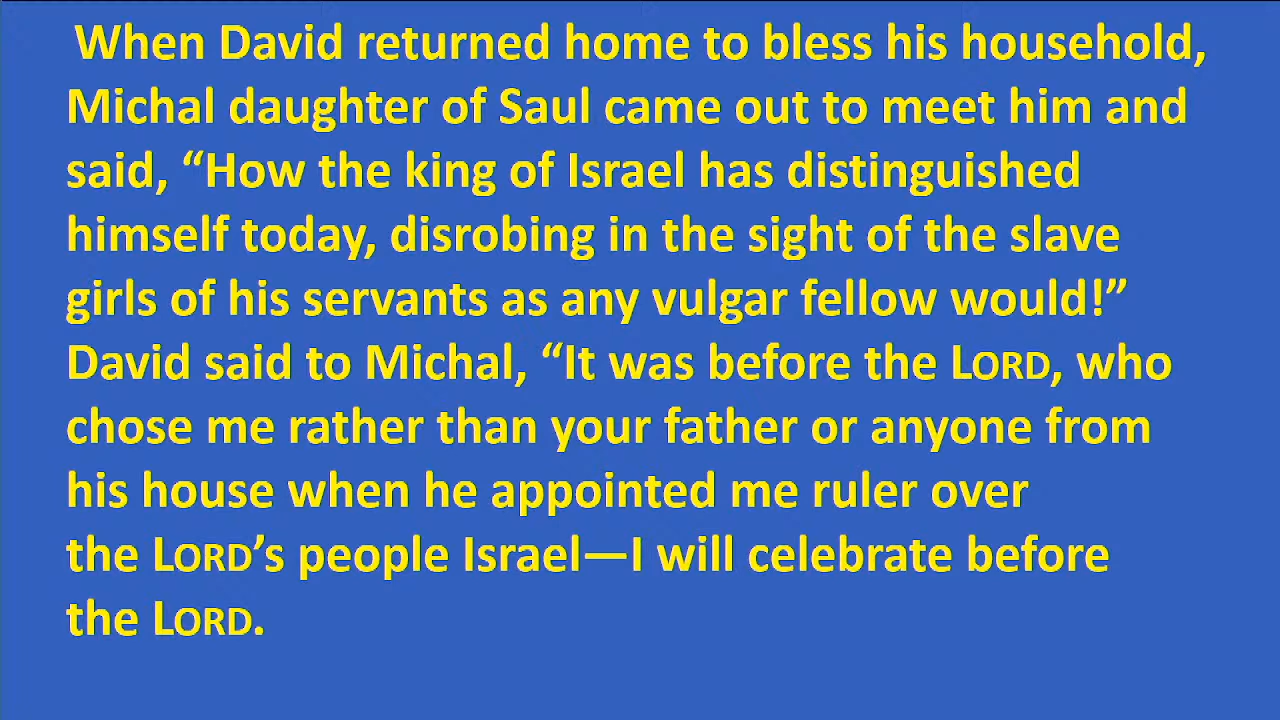 When David returned home to bless his household,
Michal daughter of Saul came out to meet him and
said, “How the king of Israel has distinguished
himself today, disrobing in the sight of the slave
girls of his servants as any vulgar fellow would!”
David said to Michal, “It was before the LORD, who
chose me rather than your father or anyone from
his house when he appointed me ruler over
the LORD’s people Israel—I will celebrate before
the LORD.